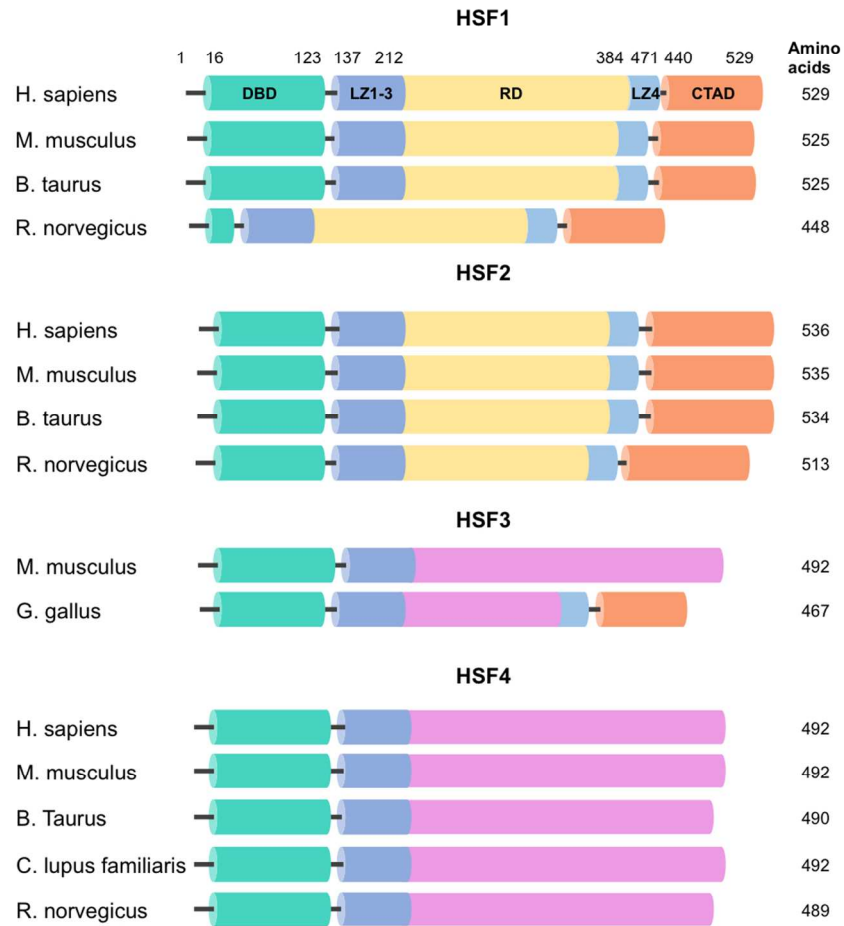 HSF1
1 16 123 137 212 384 471 440 529 Amino acids
H. sapiens DBD LZ1-3 RD LZ4 CTAD 529
M. musculus 525
B. taurus 525
R. norvegicus 448
HSF2
H. sapiens 536
M. musculus 535
B. taurus 534
R. norvegicus 513
HSF3
M. musculus 492
G. gallus 467
HSF4
H. sapiens 492
M. musculus 492
B. Taurus 490
C. lupus familiaris 492
R. norvegicus 489